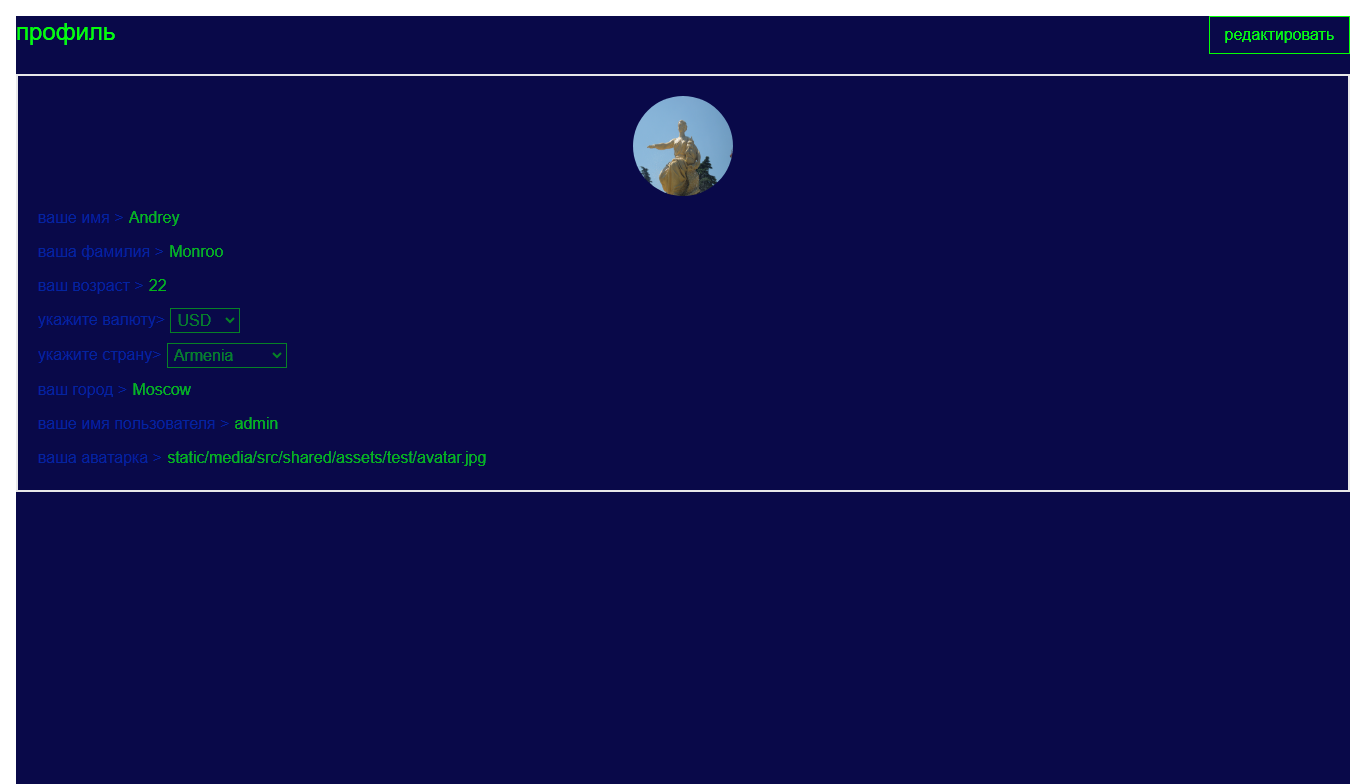 профиль
редактировать
ваше имя > Andrey
ваша фамилия > Monroo
ваш возраст > 22
укажите валюту> USD
укажите страну> Armenia
ваш город > Moscow
ваше имя пользователя > admin
ваша аватарка > static/media/src/shared/assets/test/avatar.jpg